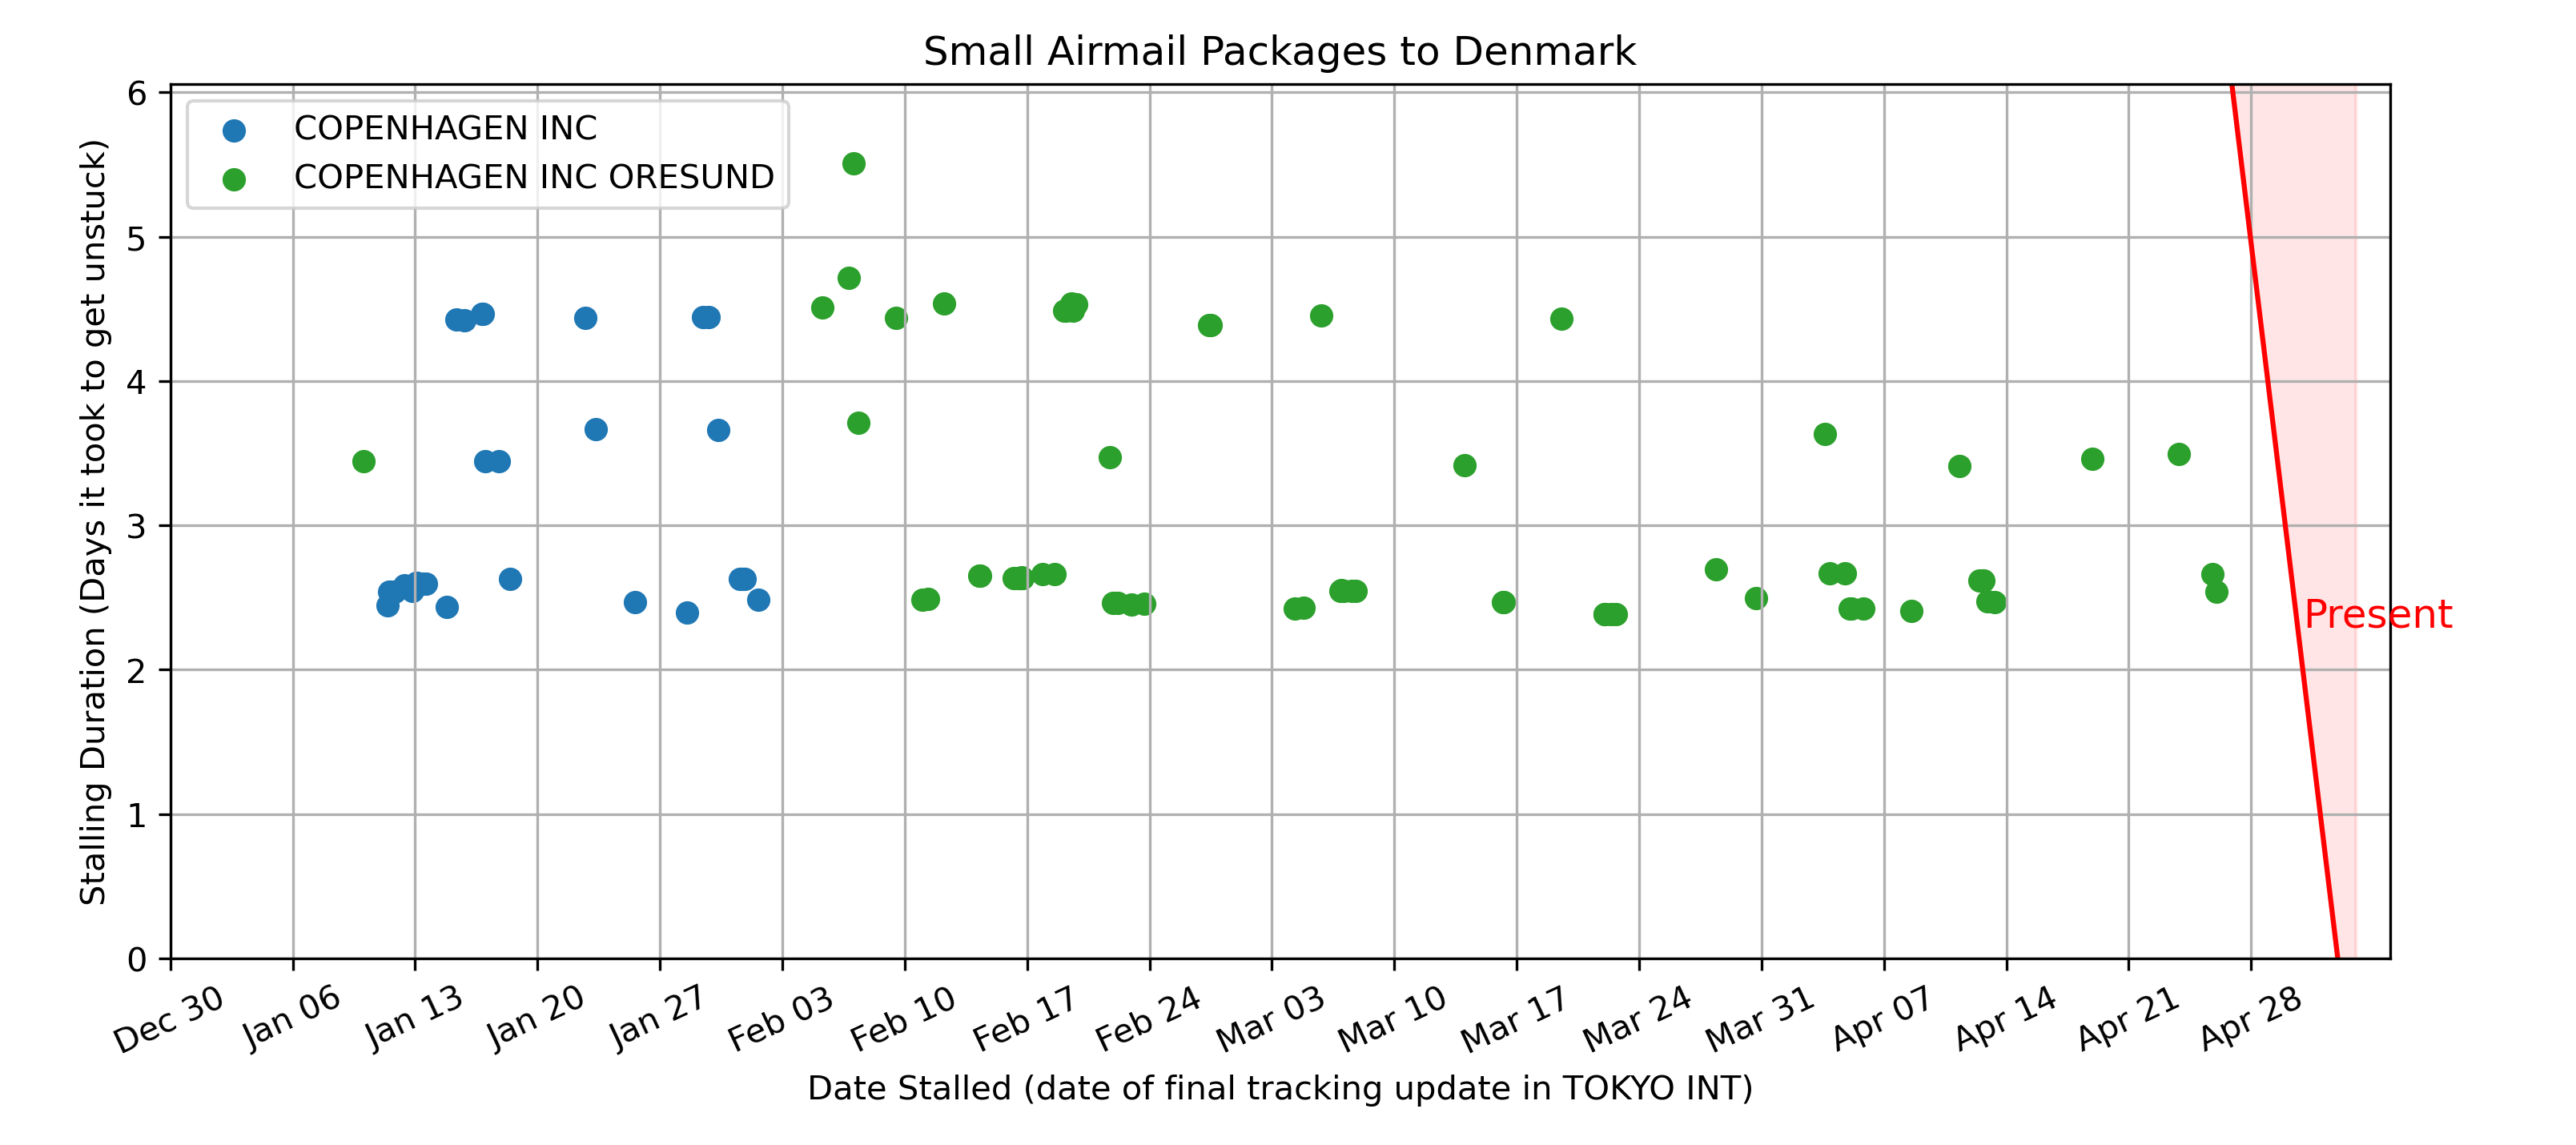 Small Airmail Packages to Denmark
COPENHAGEN INC
COPENHAGEN INC ORESUND
Stalling Duration (Days it took to get unstuck)
6
5
4
3
2
1
0
Present
Dec 30
Jan 06
Jan 13
Jan 20
Jan 27
Feb 03
Feb 10
Feb 17
Feb 24
Mar 03
Mar 10
Mar 17
Mar 24
Mar 31
Apr 07
Apr 14
Apr 21
Apr 28
Date Stalled (date of final tracking update in TOKYO INT)